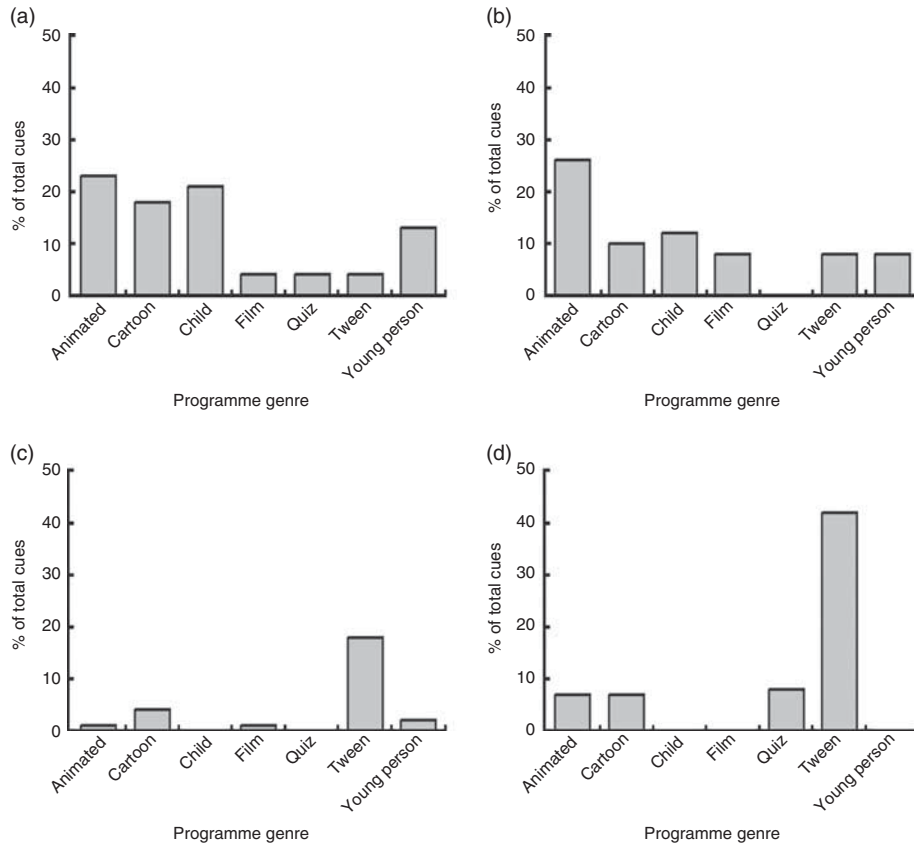 (a)
50
40
30
20
10
0
% of total cues
Animated
Cartoon
Child
Film
Quiz
Tween
Young person
Programme genre
(b)
50
40
30
20
10
0
% of total cues
Animated
Cartoon
Child
Film
Quiz
Tween
Young person
Programme genre
(c)
50
40
30
20
10
0
% of total cues
Animated
Cartoon
Child
Film
Quiz
Tween
Young person
Programme genre
(d)
50
40
30
20
10
0
% of total cues
Animated
Cartoon
Child
Film
Quiz
Tween
Young person
Programme genre